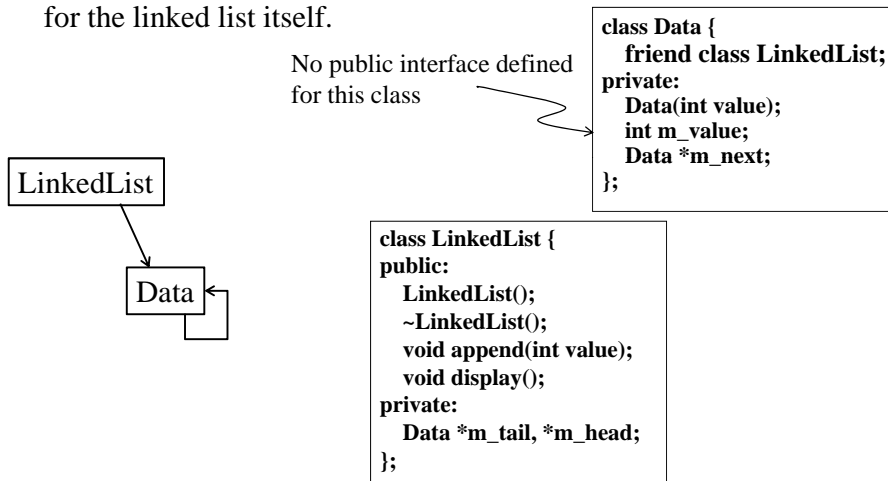 for the linked list itself.
No public interface defined
for this class
class Data {
friend class LinkedList;
private:
Data(int value);
int m_value;
Data *m_next;
};
LinkedList
Data
class LinkedList {
public:
LinkedList();
~LinkedList();
void append(int value);
void display();
private:
Data *m_tail, *m_head;
};